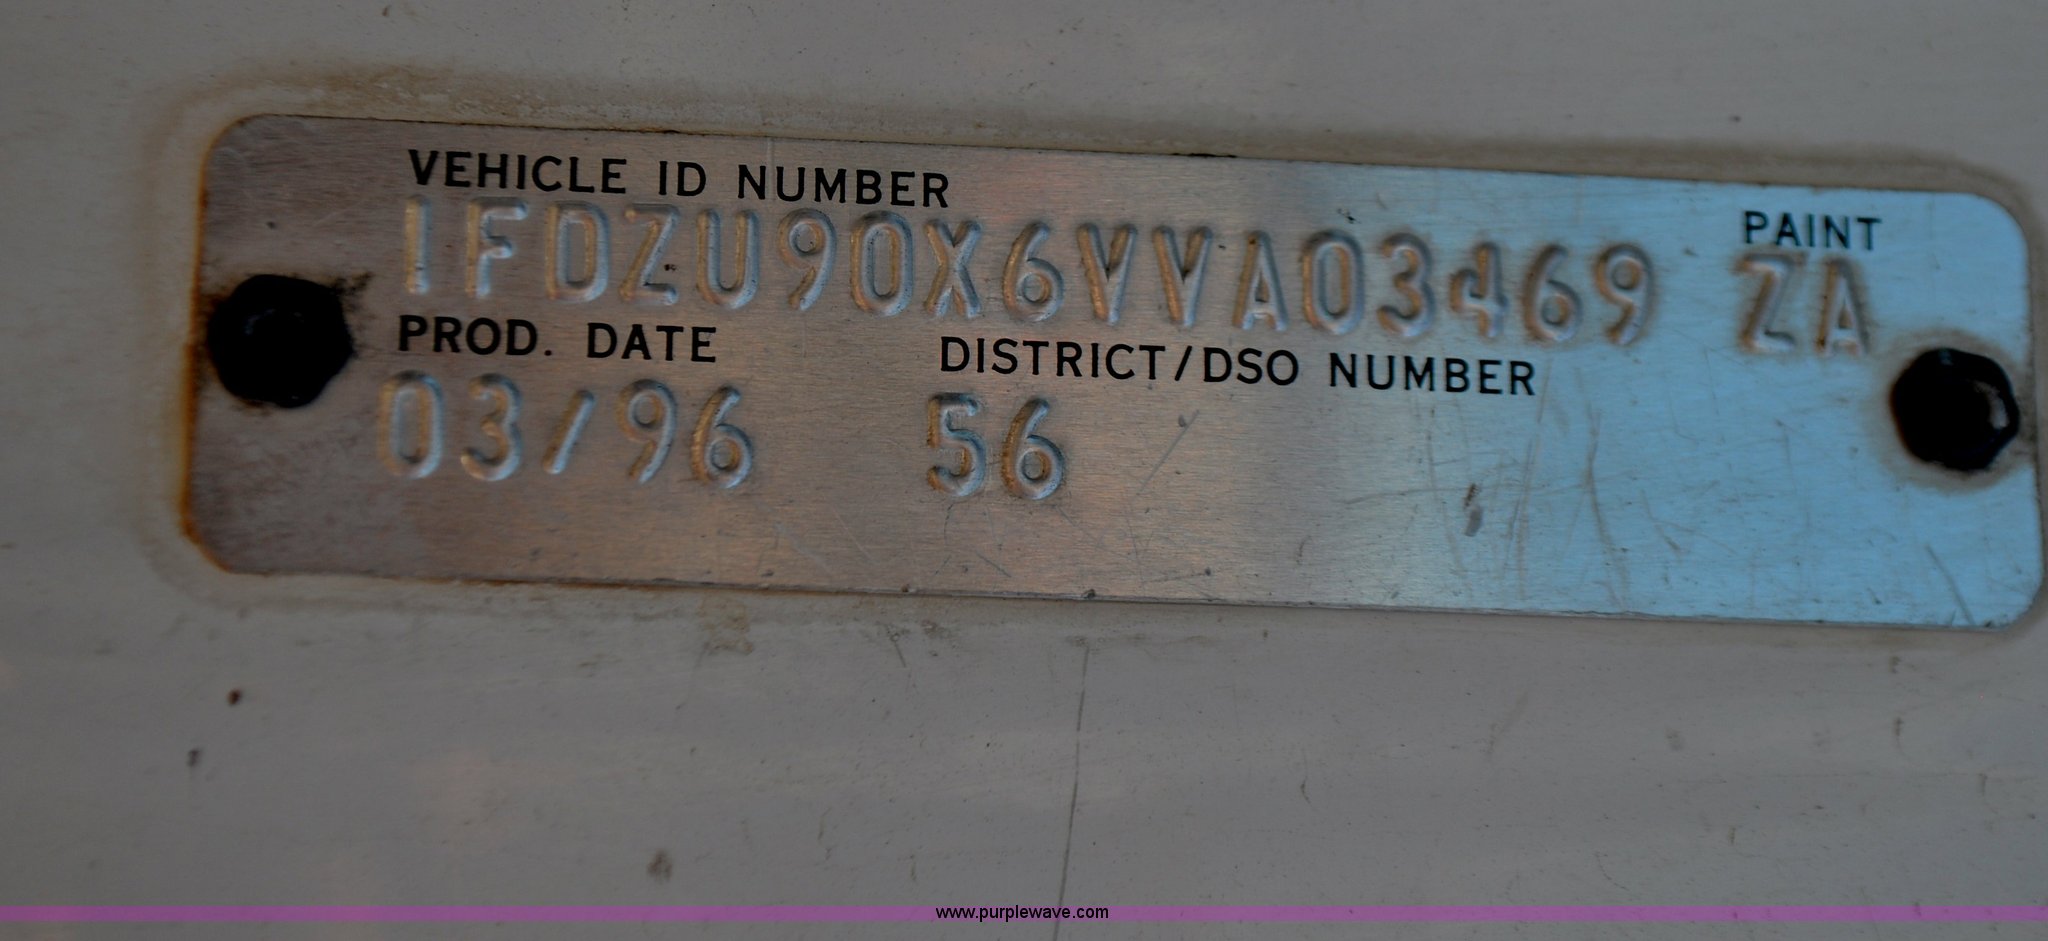 VEHICLE ID NUMBER
PAINT
1FDZU90X6VVA03469 ZA
PROD. DATE
DISTRICT/DSO NUMBER
03/96 56
www.purplewave.com